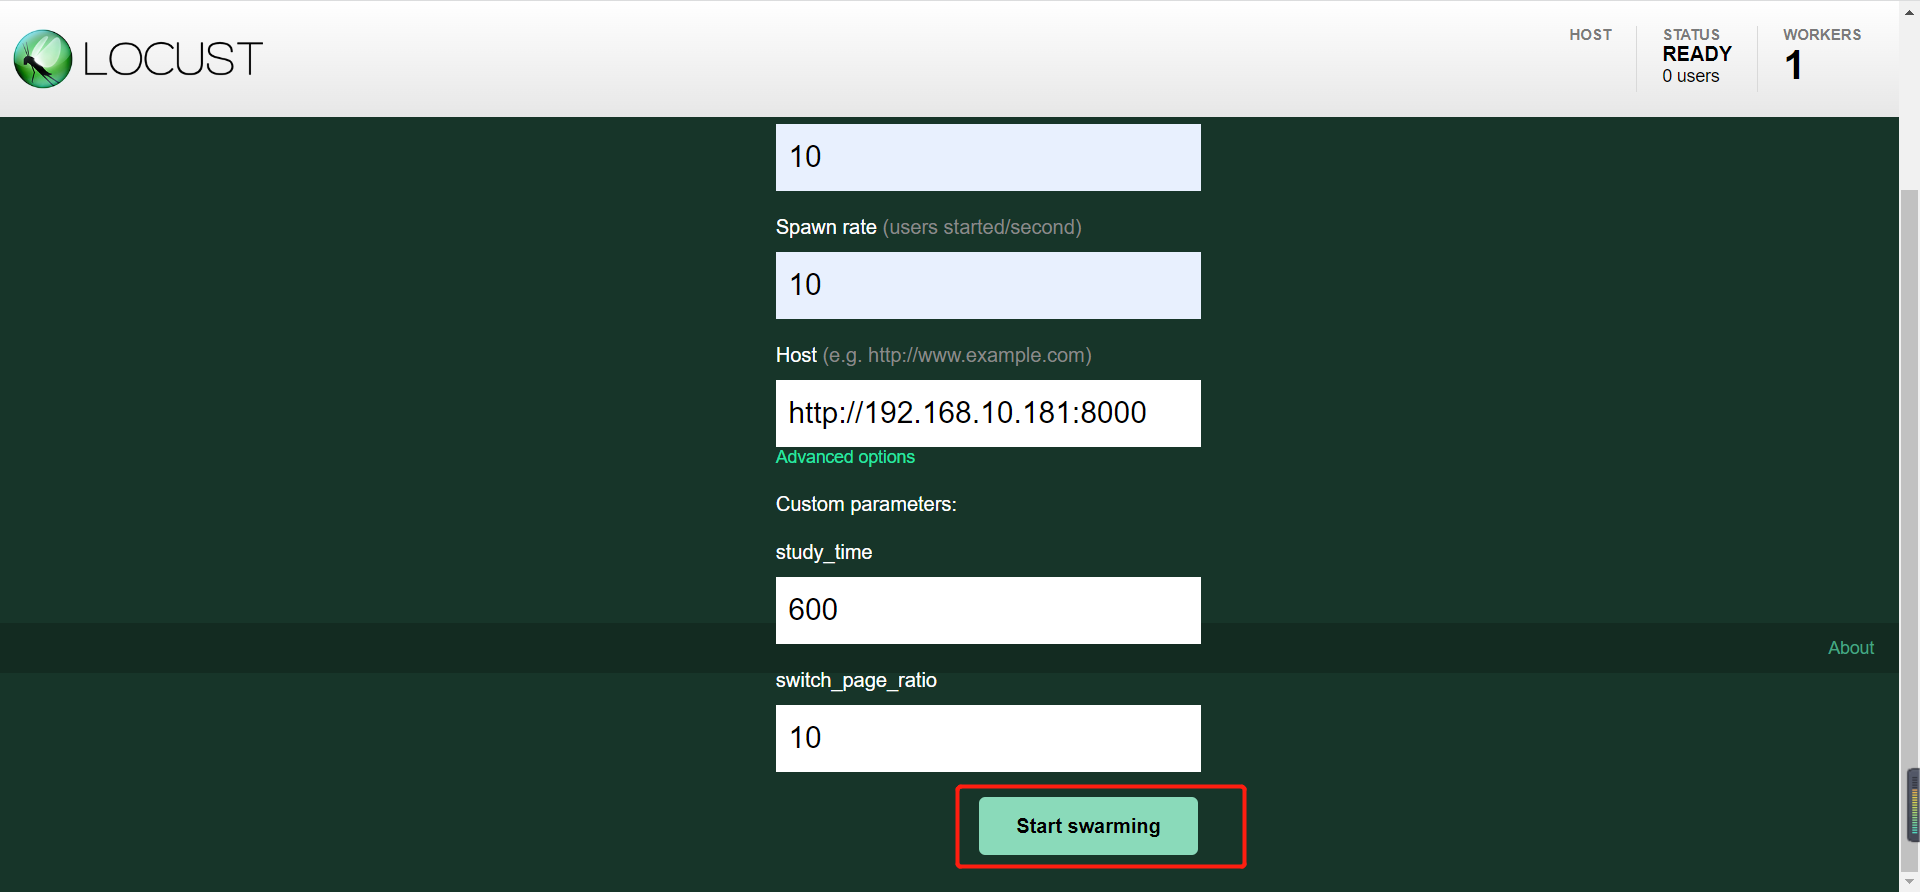 LOCUST
HOST
STATUS
READY
0 users
WORKERS
1
10
Spawn rate (users started/second)
10
Host (e.g. http://www.example.com)
http://192.168.10.181:8000
Advanced options
Custom parameters:
study_time
600
About
switch_page_ratio
10
Start swarming